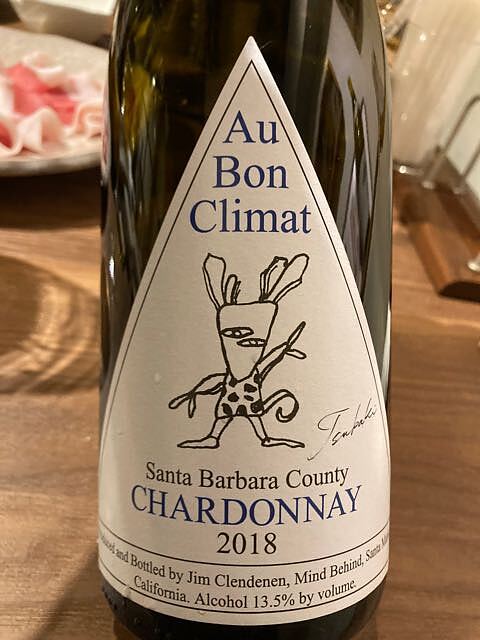 Au
Bon
Climat
Tsubaki
Santa Barbara County
CHARDONNAY
2018
and Bottled by Jim Clendenen, Mind Behind, Santa
California. Alcohol 13.5% by volume.